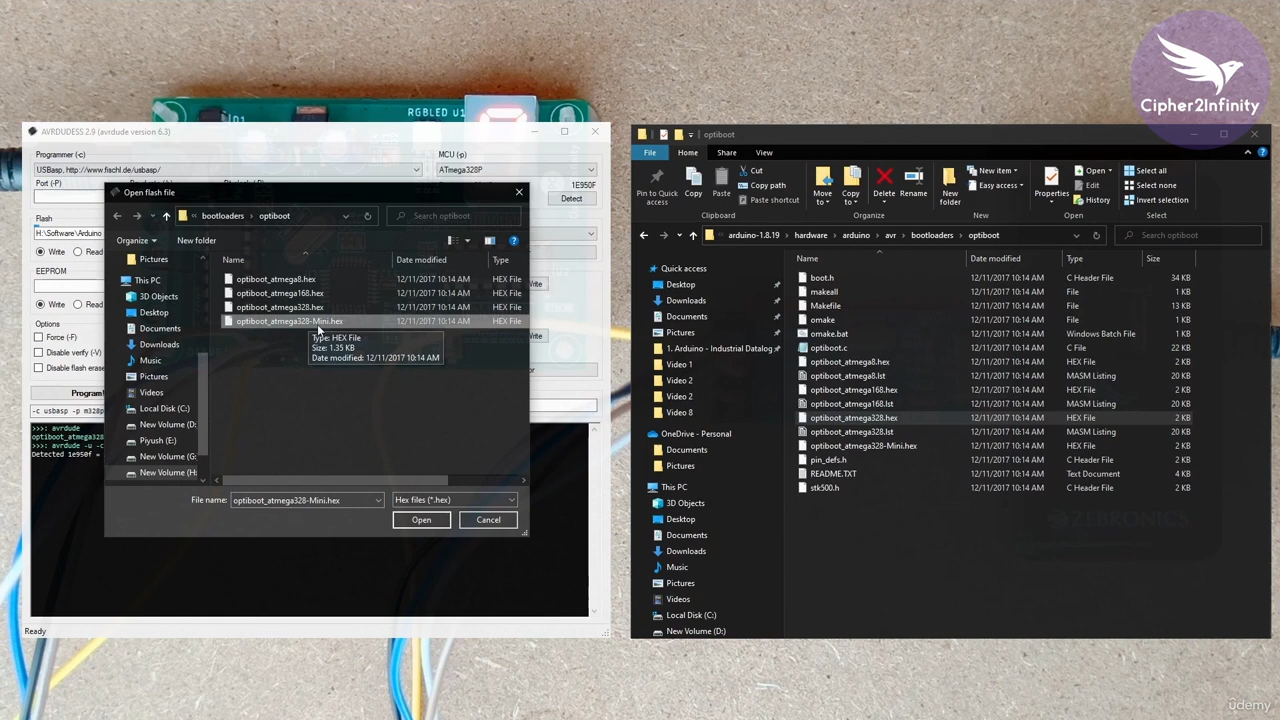 Cipher2Infinity
RGBLED U1
D1
AVRDUDESS 2.9 (avrdude version 6.3)
Programmer (-c)
MCU (-p)
USBasp, http://www.fischl.de/usbasp/
ATmega328P
Port (-P)
1E950F
Detect
Flash
H:\Software\Arduino
Write
Read
EEPROM
Write
Read
Options
Force (-F)
Disable verify (-V)
Disable flash erase
Program!
-c usbasp -p m328p
>>>: avrdude
optiboot_atmega328
>>>: avrdude -u -c
Detected 1e950f =
Ready
Open flash file
bootloaders
optiboot
Search optiboot
Organize
New folder
Pictures
This PC
3D Objects
Desktop
Documents
Downloads
Music
Pictures
Videos
Local Disk (C:)
New Volume (D:
Piyush (E:)
New Volume (G:
New Volume (H:
Name
Date modified
Type
optiboot_atmega8.hex 12/11/2017 10:14 AM HEX File
optiboot_atmega168.hex 12/11/2017 10:14 AM HEX File
optiboot_atmega328.hex 12/11/2017 10:14 AM HEX File
optiboot_atmega328-Mini.hex 12/11/2017 10:14 AM HEX File
Type: HEX File
Size: 1.35 KB
Date modified: 12/11/2017 10:14 AM
File name:
optiboot_atmega328-Mini.hex
Hex files (*.hex)
Open
Cancel
optiboot
File
Home
Share
View
Pin to Quick access
Copy
Paste
Cut
Copy path
Paste shortcut
Clipboard
Move to
Copy to
Delete
Rename
Organize
New folder
New item
Easy access
New
Properties
Open
Edit
History
Open
Select all
Select none
Invert selection
Select
arduino-1.8.19 hardware arduino avr bootloaders optiboot
Search optiboot
Quick access
Desktop
Downloads
Documents
Pictures
1. Arduino - Industrial Datalog
Video 1
Video 2
Video 2
Video 8
OneDrive - Personal
Documents
Pictures
This PC
3D Objects
Desktop
Documents
Downloads
Music
Pictures
Videos
Local Disk (C:)
New Volume (D:)
Name Date modified Type Size
boot.h 12/11/2017 10:14 AM C Header File 34 KB
makeall 12/11/2017 10:14 AM File 1 KB
Makefile 12/11/2017 10:14 AM File 13 KB
omake 12/11/2017 10:14 AM File 1 KB
omake.bat 12/11/2017 10:14 AM Windows Batch File 1 KB
optiboot.c 12/11/2017 10:14 AM C File 22 KB
optiboot_atmega8.hex 12/11/2017 10:14 AM HEX File 2 KB
optiboot_atmega8.lst 12/11/2017 10:14 AM MASM Listing 20 KB
optiboot_atmega168.hex 12/11/2017 10:14 AM HEX File 2 KB
optiboot_atmega168.lst 12/11/2017 10:14 AM MASM Listing 20 KB
optiboot_atmega328.hex 12/11/2017 10:14 AM HEX File 2 KB
optiboot_atmega328.lst 12/11/2017 10:14 AM MASM Listing 20 KB
optiboot_atmega328-Mini.hex 12/11/2017 10:14 AM HEX File 2 KB
pin_defs.h 12/11/2017 10:14 AM C Header File 2 KB
README.TXT 12/11/2017 10:14 AM Text Document 4 KB
stk500.h 12/11/2017 10:14 AM C Header File 2 KB
ZEBRONICS
ûdemy